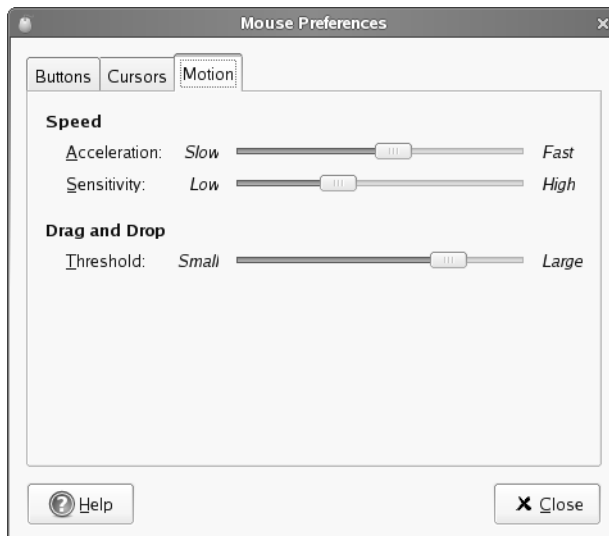 Mouse Preferences
Buttons Cursors Motion
Speed
Acceleration: Slow Fast
Sensitivity: Low High
Drag and Drop
Threshold: Small Large
Help Close